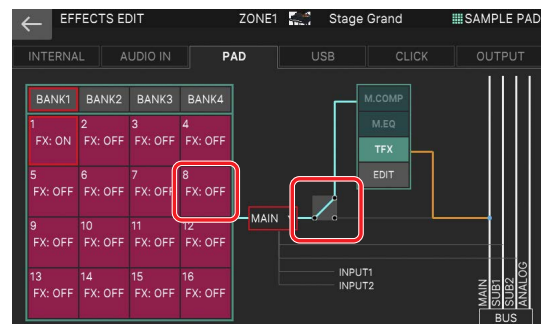 EFFECTS EDIT ZONE1 Stage Grand SAMPLE PAD
INTERNAL AUDIO IN PAD USB CLICK OUTPUT
BANK1 BANK2 BANK3 BANK4
1 2 3 4
FX: ON FX: OFF FX: OFF FX: OFF
5 6 7 8
FX: OFF FX: OFF FX: OFF FX: OFF
9 10 11 12
FX: OFF FX: OFF FX: OFF FX: OFF
13 14 15 16
FX: OFF FX: OFF FX: OFF FX: OFF
MAIN
M.COMP
M.EQ
TFX
EDIT
INPUT1
INPUT2
MAIN
SUB1
SUB2
ANALOG
BUS